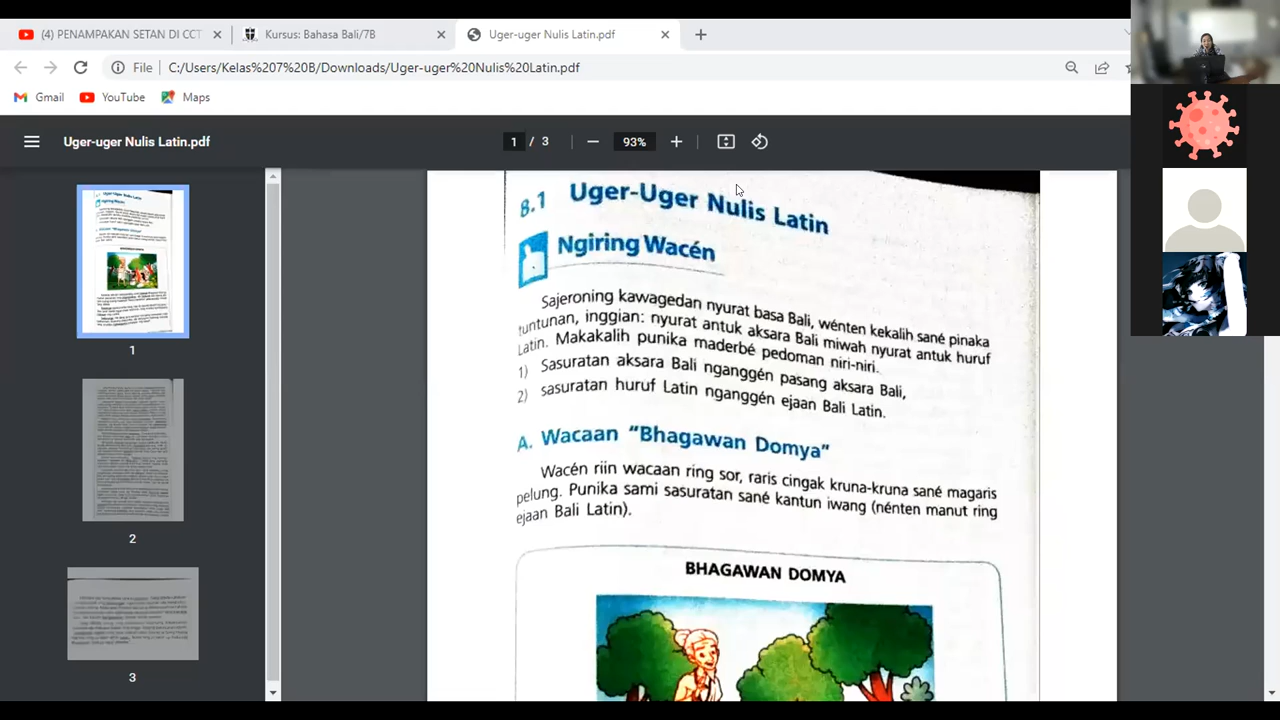 (4) PENAMPAKAN SETAN DI CCT
Kursus: Bahasa Bali/7B
Uger-uger Nulis Latin.pdf
File
C:/Users/Kelas%207%20B/Downloads/Uger-uger%20Nulis%20Latin.pdf
Gmail
YouTube
Maps
Uger-uger Nulis Latin.pdf
1 / 3
93%
1
2
3
8.1 Uger-Uger Nulis Latin
Ngiring Wacén
Sajeroning kawagedan nyurat basa Bali, wénten kekalih sané pinaka
tuntunan, inggian: nyurat antuk aksara Bali miwah nyurat antuk huruf
Latin. Makakalih punika maderbé pedoman niri-niri.
1) Sasuratan aksara Bali nganggén pasang aksara Bali,
2) sasuratan huruf Latin nganggén ejaan Bali Latin.
A. Wacaan “Bhagawan Domya”
Wacén riin wacaan ring sor, raris cingak kruna-kruna sané magaris
pelung. Punika sami sasuratan sané kantun iwang (nénten manut ring
ejaan Bali Latin).
BHAGAWAN DOMYA